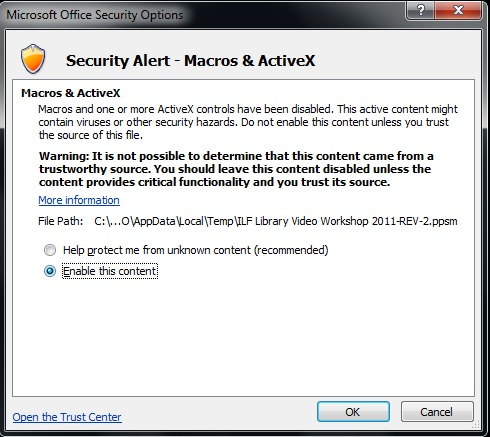 Microsoft Office Security Options
Security Alert - Macros & ActiveX
Macros & ActiveX
Macros and one or more ActiveX controls have been disabled. This active content might
contain viruses or other security hazards. Do not enable this content unless you trust
the source of this file.
Warning: It is not possible to determine that this content came from a
trustworthy source. You should leave this content disabled unless the
content provides critical functionality and you trust its source.
More information
File Path: C:\...O\AppData\Local\Temp\ILF Library Video Workshop 2011-REV-2.ppsm
Help protect me from unknown content (recommended)
Enable this content
Open the Trust Center
OK
Cancel